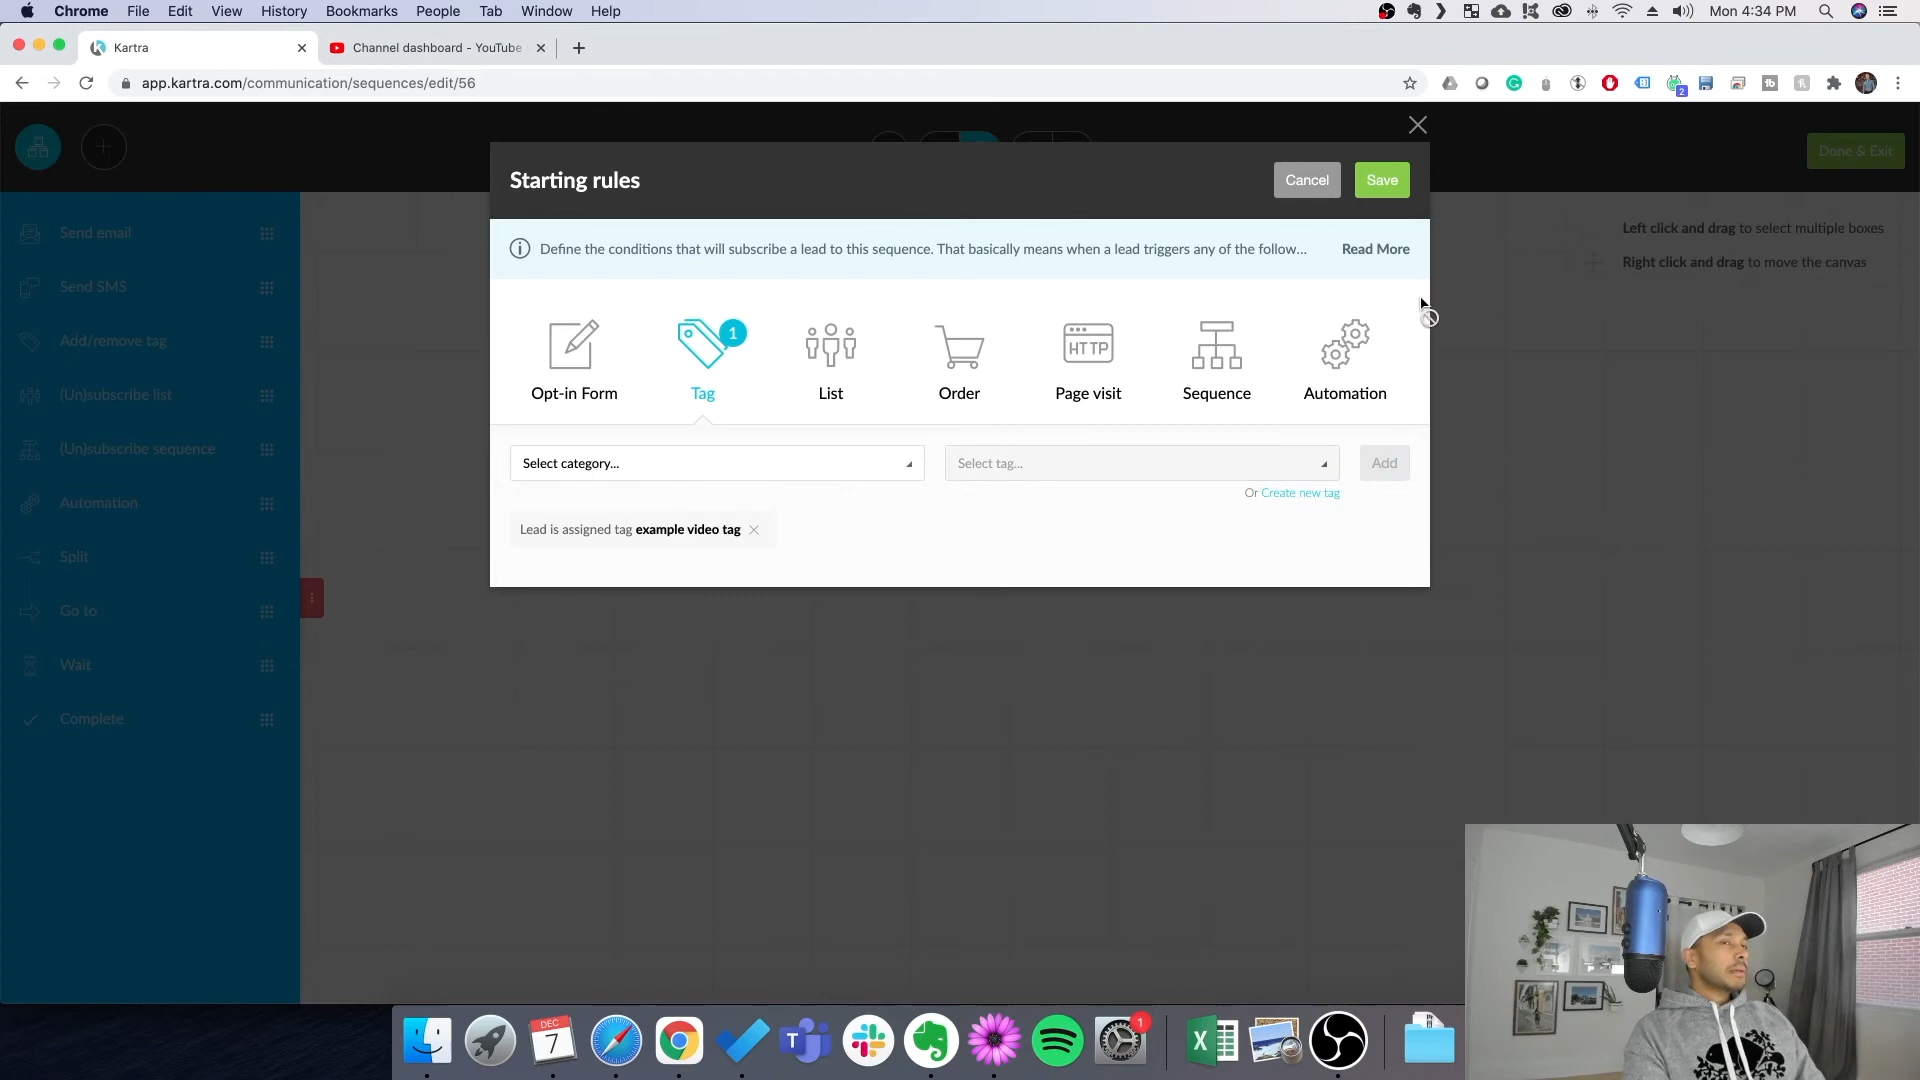 Chrome File Edit View History Bookmarks People Tab Window Help
Mon 4:34 PM
Kartra
Channel dashboard - YouTube
app.kartra.com/communication/sequences/edit/56
2
Done & Exit
Starting rules
Cancel
Save
Define the conditions that will subscribe a lead to this sequence. That basically means when a lead triggers any of the follow...
Read More
Left click and drag to select multiple boxes
Right click and drag to move the canvas
Send email
Send SMS
Add/remove tag
(Un)subscribe list
(Un)subscribe sequence
Automation
Split
Go to
Wait
Complete
1
HTTP
Opt-in Form
Tag
List
Order
Page visit
Sequence
Automation
Select category...
Select tag...
Add
Or Create new tag
Lead is assigned tag example video tag
DEC
7
1